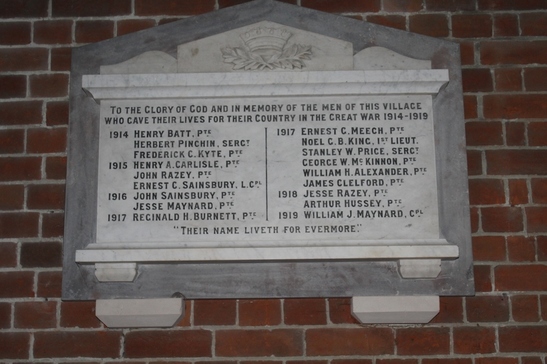 TO THE GLORY OF GOD AND IN MEMORY OF THE MEN OF THIS VILLAGE
WHO GAVE THEIR LIVES FOR THEIR COUNTRY IN THE GREAT WAR 1914-1919
1914 HENRY BATT, PTE
HERBERT PINCHIN, SERGT
FREDERICK G. KYTE, PTE
1915 HENRY A. CARLISLE, PTE
JOHN RAZEY, PTE
ERNEST G. SAINSBURY, L.CPL
1916 JOHN SAINSBURY, PTE
JESSE MAYNARD, PTE
1917 REGINALD H. BURNETT, PTE
1917 ERNEST G. MEECH, PTE
NOEL G. B. KING, 1ST LIEUT.
STANLEY W. PRICE, SERGT
GEORGE W. McKINNON, PTE
WILLIAM H. ALEXANDER, PTE
JAMES CLELFORD, PTE
1918 JESSE RAZEY, PTE
ARTHUR HUSSEY, PTE
1919 WILLIAM J. MAYNARD, CPL
"THEIR NAME LIVETH FOR EVERMORE"